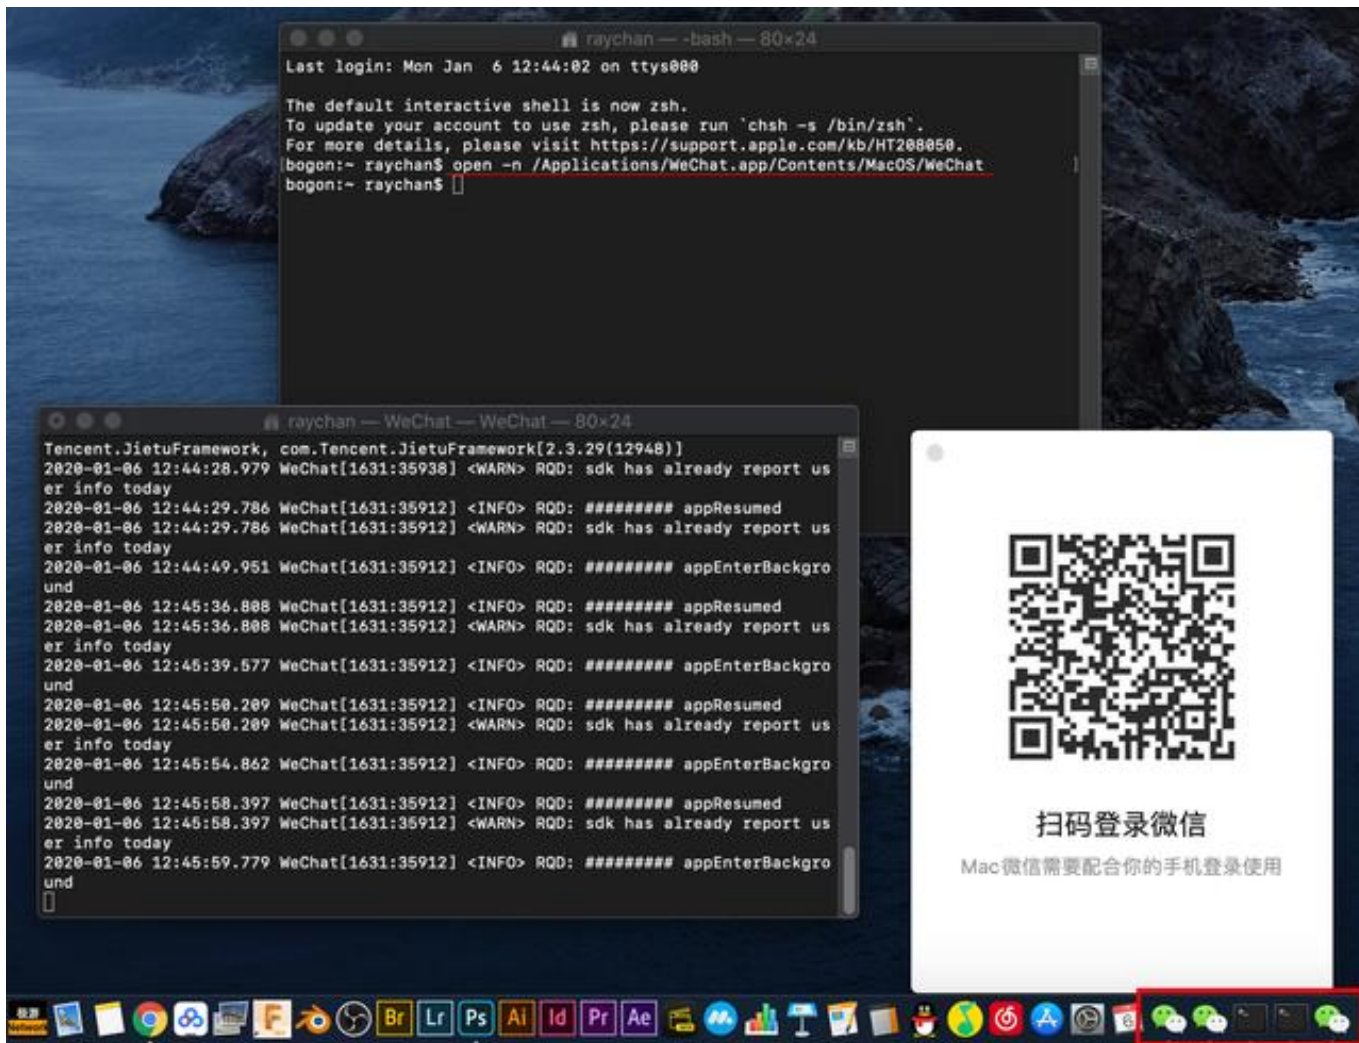 raychan — -bash — 80×24
Last login: Mon Jan  6 12:44:02 on ttys000
The default interactive shell is now zsh.
To update your account to use zsh, please run `chsh -s /bin/zsh`.
For more details, please visit https://support.apple.com/kb/HT208050.
bogon:~ raychan$ open -n /Applications/WeChat.app/Contents/MacOS/WeChat
bogon:~ raychan$
raychan — WeChat — WeChat — 80×24
Tencent.JietuFramework, com.Tencent.JietuFramework[2.3.29(12948)]
2020-01-06 12:44:28.979 WeChat[1631:35938] <WARN> RQD: sdk has already report us
er info today
2020-01-06 12:44:29.786 WeChat[1631:35912] <INFO> RQD: ######### appResumed
2020-01-06 12:44:29.786 WeChat[1631:35912] <WARN> RQD: sdk has already report us
er info today
2020-01-06 12:44:49.951 WeChat[1631:35912] <INFO> RQD: ######### appEnterBackgro
und
2020-01-06 12:45:36.808 WeChat[1631:35912] <INFO> RQD: ######### appResumed
2020-01-06 12:45:36.808 WeChat[1631:35912] <WARN> RQD: sdk has already report us
er info today
2020-01-06 12:45:39.577 WeChat[1631:35912] <INFO> RQD: ######### appEnterBackgro
und
2020-01-06 12:45:50.209 WeChat[1631:35912] <INFO> RQD: ######### appResumed
2020-01-06 12:45:50.209 WeChat[1631:35912] <WARN> RQD: sdk has already report us
er info today
2020-01-06 12:45:54.862 WeChat[1631:35912] <INFO> RQD: ######### appEnterBackgro
und
2020-01-06 12:45:58.397 WeChat[1631:35912] <INFO> RQD: ######### appResumed
2020-01-06 12:45:58.397 WeChat[1631:35912] <WARN> RQD: sdk has already report us
er info today
2020-01-06 12:45:59.779 WeChat[1631:35912] <INFO> RQD: ######### appEnterBackgro
und
扫码登录微信
Mac微信需要配合你的手机登录使用
Br Lr Ps Ai Id Pr Ae 6